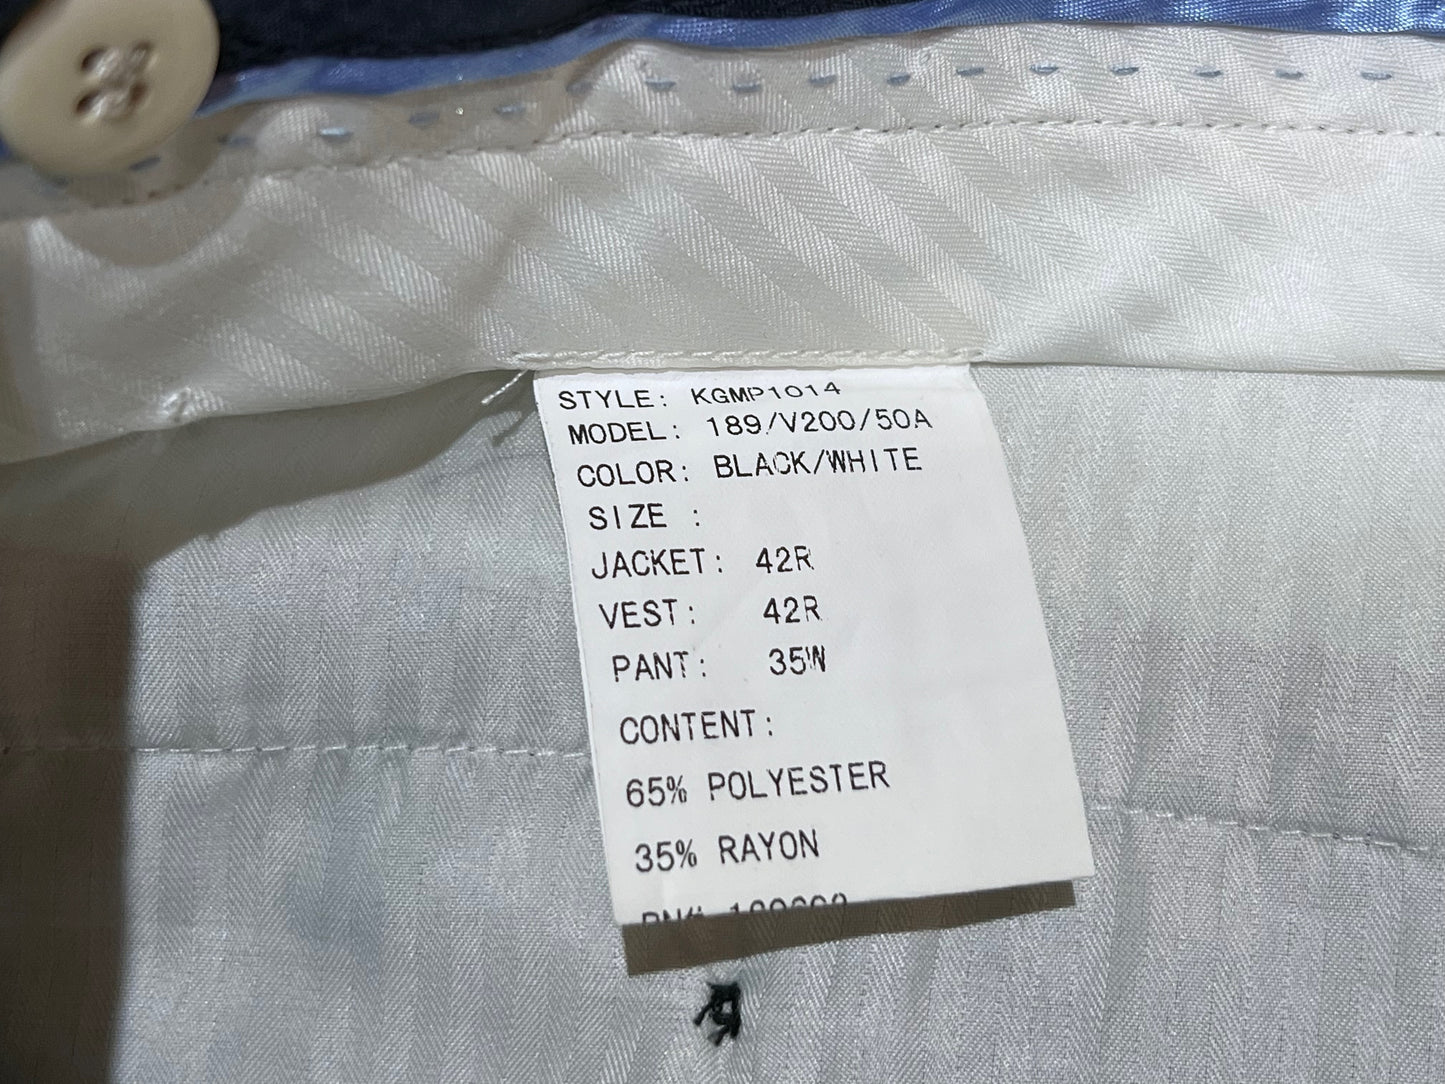 STYLE: KGMP1014
MODEL: 189/V200/50A
COLOR: BLACK/WHITE
SIZE :
JACKET: 42R
VEST: 42R
PANT: 35W
CONTENT:
65% POLYESTER
35% RAYON